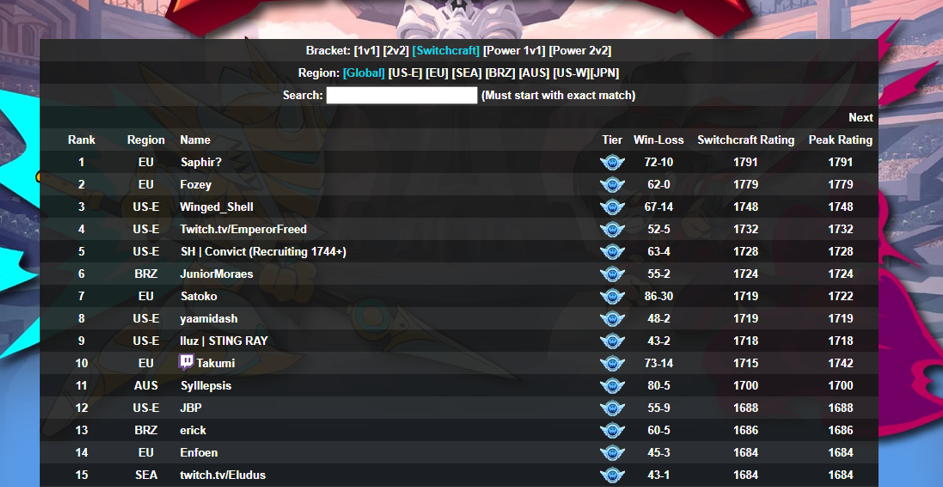 Bracket: [1v1] [2v2] [Switchcraft] [Power 1v1] [Power 2v2]
Region: [Global] [US-E] [EU] [SEA] [BRZ] [AUS] [US-W][JPN]
Search: (Must start with exact match)
Next
Rank Region Name Tier Win-Loss Switchcraft Rating Peak Rating
1 EU Saphir? 72-10 1791 1791
2 EU Fozey 62-0 1779 1779
3 US-E Winged_Shell 67-14 1748 1748
4 US-E Twitch.tv/EmperorFreed 52-5 1732 1732
5 US-E SH | Convict (Recruiting 1744+) 63-4 1728 1728
6 BRZ JuniorMoraes 55-2 1724 1724
7 EU Satoko 86-30 1719 1722
8 US-E yaamidash 48-2 1719 1719
9 US-E lluz | STING RAY 43-2 1718 1718
10 EU Takumi 73-14 1715 1742
11 AUS Sylllepsis 80-5 1700 1700
12 US-E JBP 55-9 1688 1688
13 BRZ erick 60-5 1686 1686
14 EU Enfoen 45-3 1684 1684
15 SEA twitch.tv/Eludus 43-1 1684 1684